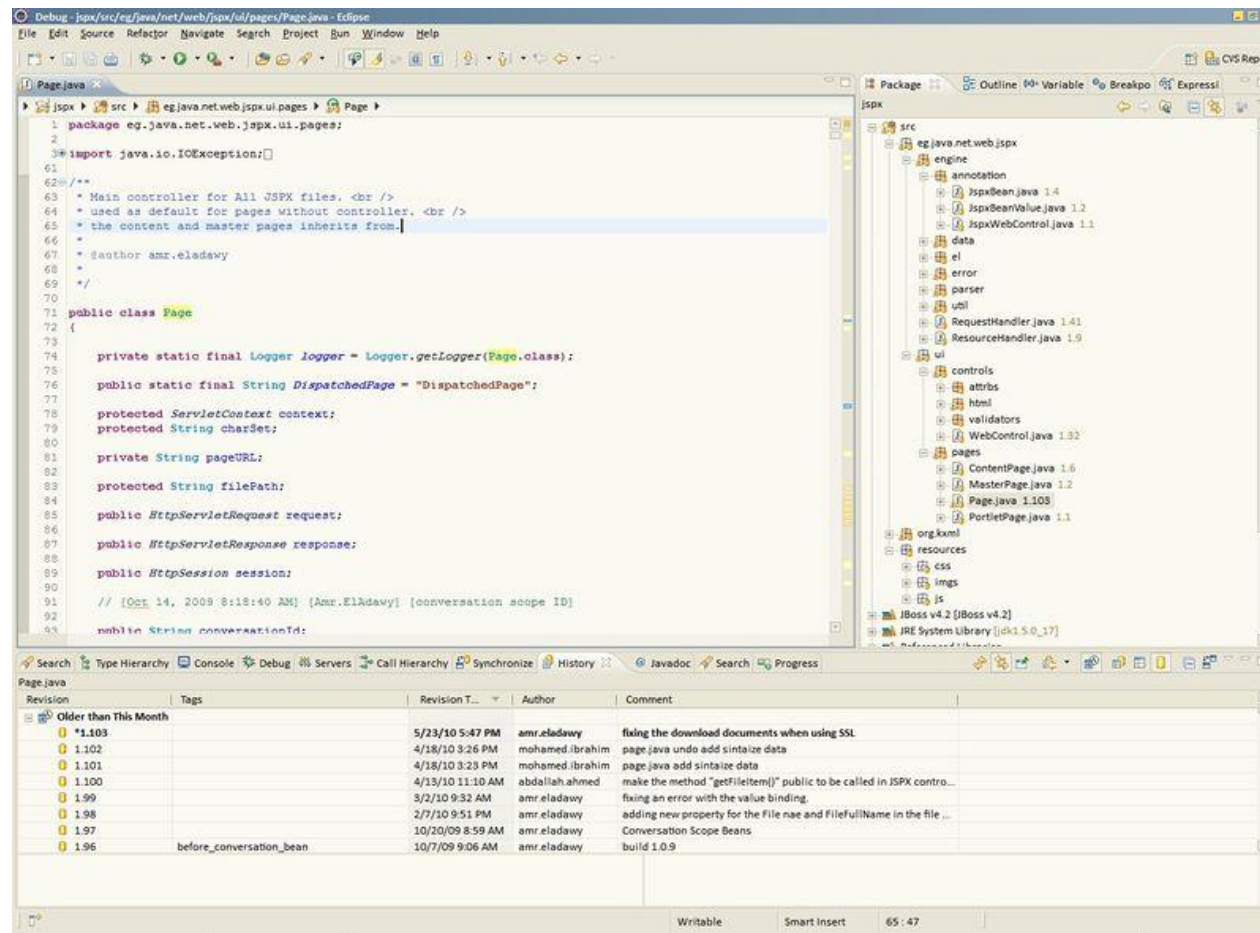 Debug - jspx/src/eg/java/net/web/jspx/ui/pages/Page.java - Eclipse
File Edit Source Refactor Navigate Search Project Run Window Help
CVS Rep
Page.java
jspx src eg.java.net.web.jspx.ui.pages Page
1 package eg.java.net.web.jspx.ui.pages;
2
3 import java.io.IOException;
61
62 /**
63 * Main controller for All JSPX files. <br />
64 * used as default for pages without controller. <br />
65 * the content and master pages inherits from.
66 *
67 * @author amr.eladawy
68 *
69 */
70
71 public class Page
72 {
73
74 private static final Logger logger = Logger.getLogger(Page.class);
75
76 public static final String DispatchedPage = "DispatchedPage";
77
78 protected ServletContext context;
79 protected String charSet;
80
81 private String pageURL;
82
83 protected String filePath;
84
85 public HttpServletRequest request;
86
87 public HttpServletResponse response;
88
89 public HttpSession session;
90
91 // [Oct 14, 2009 8:18:40 AM] [Amr.ElAdawy] [conversation scope ID]
92
93 public String conversationId;
Package Outline Variable Breakpo Expressi
jspx
src
eg.java.net.web.jspx
engine
annotation
JspxBean.java 1.4
JspxBeanValue.java 1.2
JspxWebControl.java 1.1
data
el
error
parser
util
RequestHandler.java 1.41
ResourceHandler.java 1.9
ui
controls
attrbs
html
validators
WebControl.java 1.32
pages
ContentPage.java 1.6
MasterPage.java 1.2
Page.java 1.103
PortletPage.java 1.1
org.kxml
resources
css
imgs
js
JBoss v4.2 [JBoss v4.2]
JRE System Library [jdk1.5.0_17]
Search Type Hierarchy Console Debug Servers Call Hierarchy Synchronize History Javadoc Search Progress
Page.java
Revision Tags Revision T... Author Comment
Older than This Month
*1.103 5/23/10 5:47 PM amr.eladawy fixing the download documents when using SSL
1.102 4/18/10 3:26 PM mohamed.ibrahim page.java undo add sintaize data
1.101 4/18/10 3:23 PM mohamed.ibrahim page.java add sintaize data
1.100 4/13/10 11:10 AM abdallah.ahmed make the method "getFileItem()" public to be called in JSPX contro...
1.99 3/2/10 9:32 AM amr.eladawy fixing an error with the value binding.
1.98 2/7/10 9:51 PM amr.eladawy adding new property for the File nae and FileFullName in the file ...
1.97 10/20/09 8:59 AM amr.eladawy Conversation Scope Beans
1.96 before_conversation_bean 10/7/09 9:06 AM amr.eladawy build 1.0.9
Writable Smart Insert 65 : 47